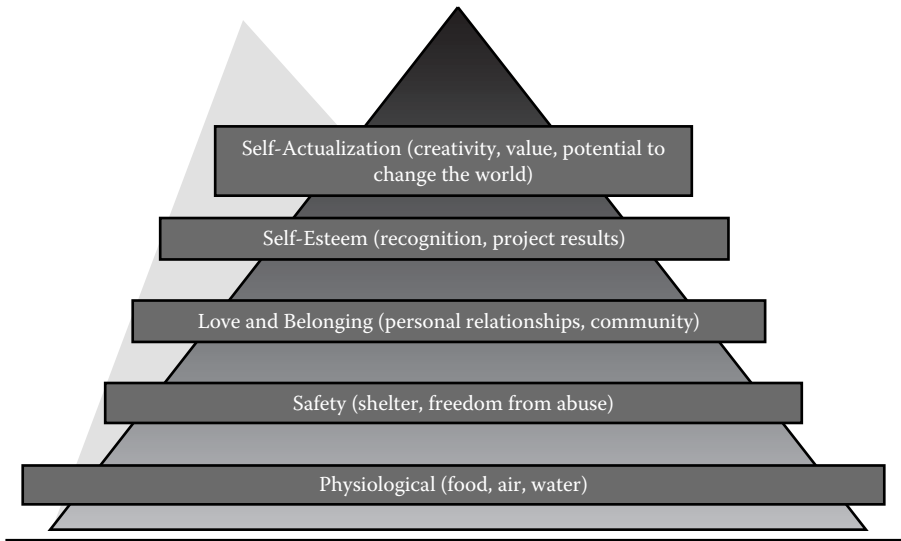 Self-Actualization (creativity, value, potential to
change the world)
Self-Esteem (recognition, project results)
Love and Belonging (personal relationships, community)
Safety (shelter, freedom from abuse)
Physiological (food, air, water)